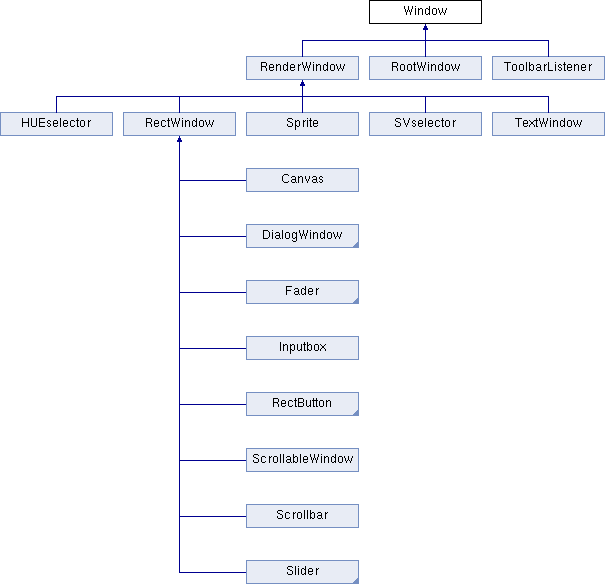 Window
RenderWindow
RootWindow
ToolbarListener
HUEselector
RectWindow
Sprite
SVselector
TextWindow
Canvas
DialogWindow
Fader
Inputbox
RectButton
ScrollableWindow
Scrollbar
Slider